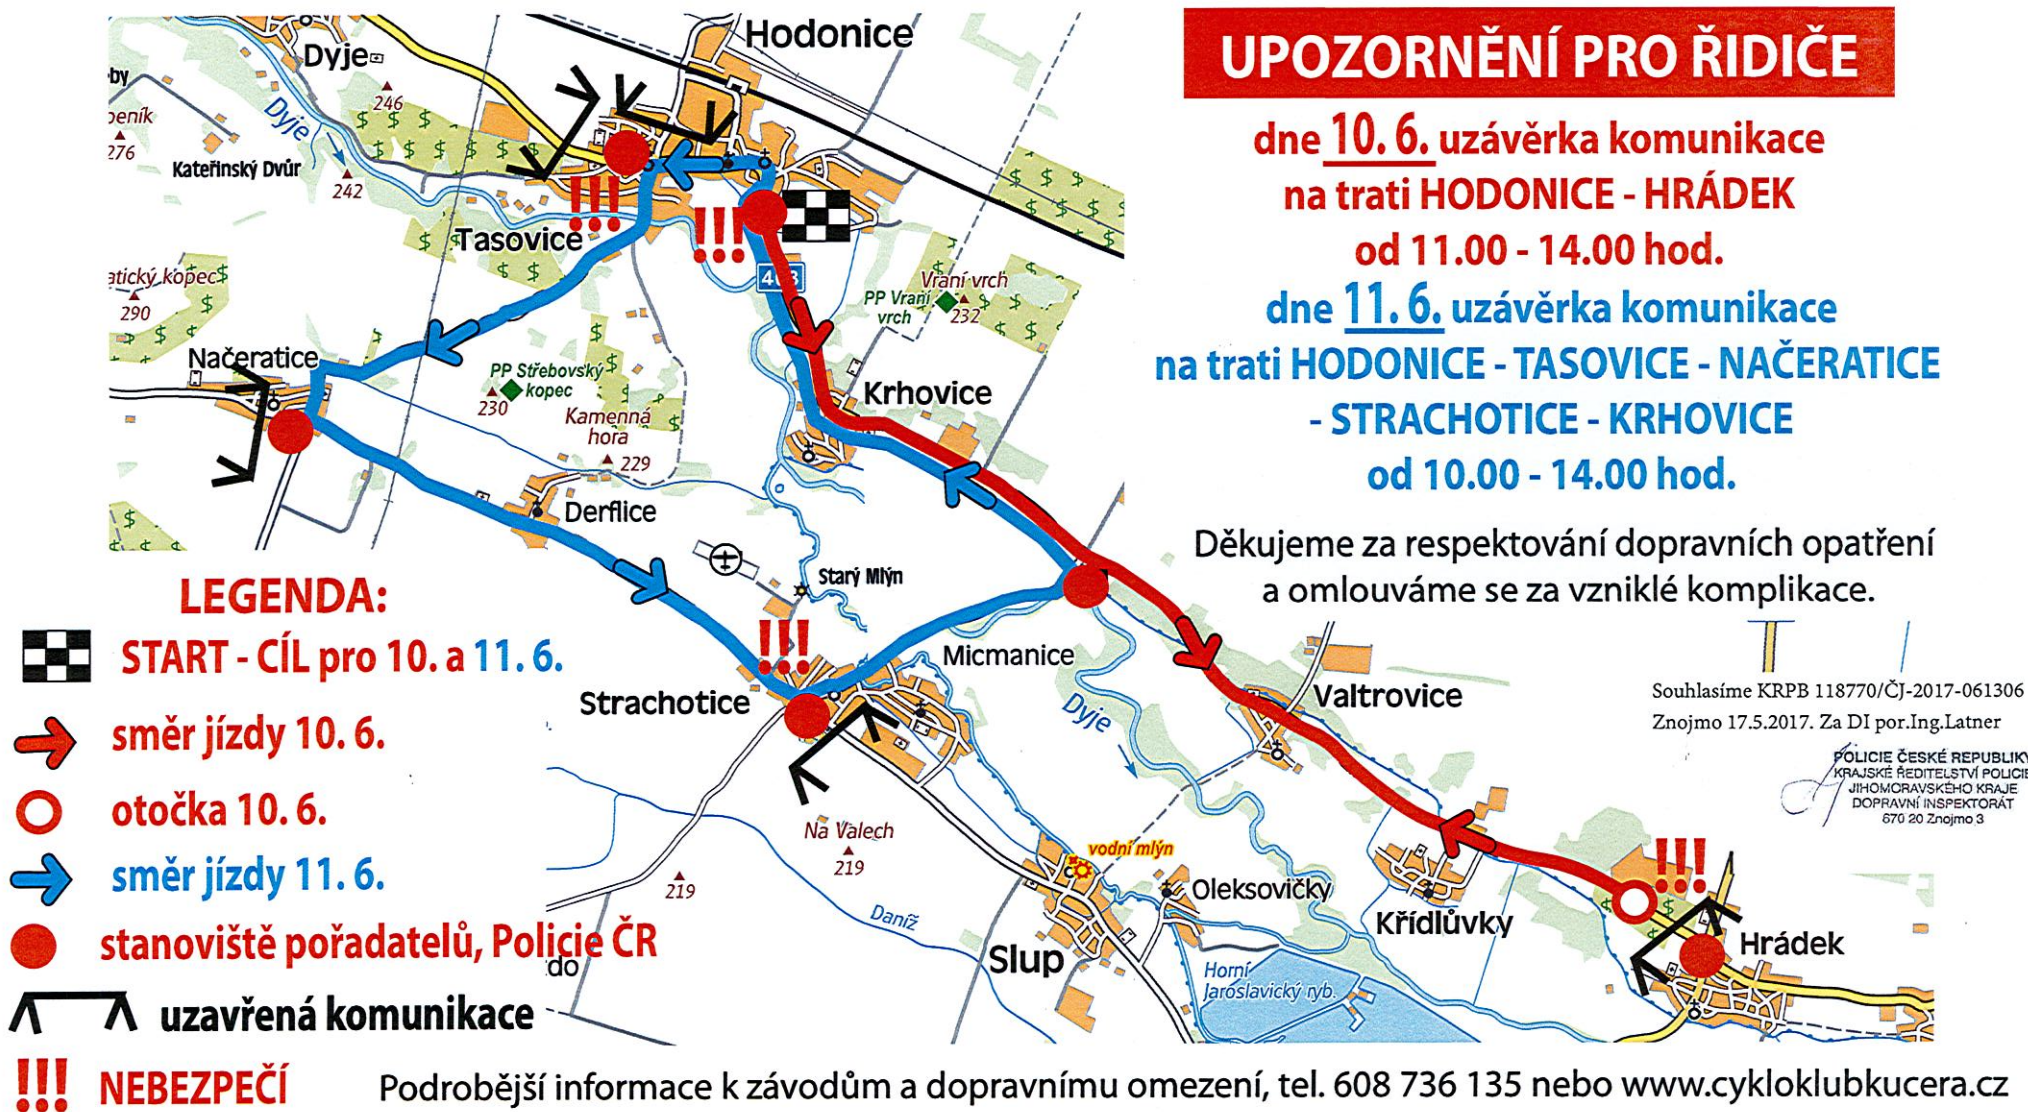 UPOZORNĚNÍ PRO ŘIDIČE
dne 10. 6. uzávěrka komunikace
na trati HODONICE - HRÁDEK
od 11.00 - 14.00 hod.
dne 11. 6. uzávěrka komunikace
na trati HODONICE - TASOVICE - NAČERATICE
- STRACHOTICE - KRHOVICE
od 10.00 - 14.00 hod.
Děkujeme za respektování dopravních opatření
a omlouváme se za vzniklé komplikace.
Souhlasíme KRPB 118770/ČJ-2017-061306
Znojmo 17.5.2017. Za DI por.Ing.Latner
POLICIE ČESKÉ REPUBLIKY
KRAJSKÉ ŘEDITELSTVÍ POLICIE
JIHOMORAVSKÉHO KRAJE
DOPRAVNÍ INSPEKTORÁT
670 20 Znojmo 3
Hodonice
Dyje
by
246
Dyje
peník
276
Kateřinský Dvůr
242
!!!
!!!
Tasovice
atický kopec
290
Vraní vrch
PP Vraní
vrch
232
Načeratice
PP Střebovský
kopec
230
Kamenná
hora
229
Krhovice
Derflice
Starý Mlýn
!!!
Micmanice
Strachotice
Dyje
Valtrovice
Na Valech
219
219
vodní mlýn
Daníž
Oleksovičky
Křídlůvky
!!!
Hrádek
Slup
Horní
Jaroslavický ryb.
do
LEGENDA:
START - CÍL pro 10. a 11. 6.
směr jízdy 10. 6.
otočka 10. 6.
směr jízdy 11. 6.
stanoviště pořadatelů, Policie ČR
uzavřená komunikace
!!! NEBEZPEČÍ
Podrobější informace k závodům a dopravnímu omezení, tel. 608 736 135 nebo www.cykloklubkucera.cz